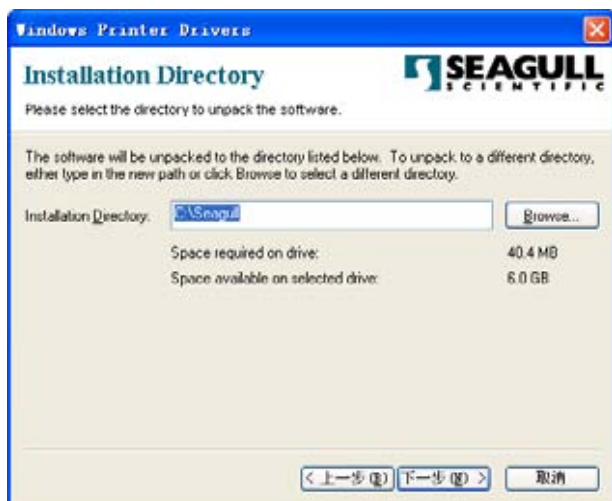 Windows Printer Drivers
Installation Directory
SEAGULL
SCIENTIFIC
Please select the directory to unpack the software.
The software will be unpacked to the directory listed below. To unpack to a different directory,
either type in the new path or click Browse to select a different directory.
Installation Directory: C:\Seagull Browse...
Space required on drive: 40.4 MB
Space available on selected drive: 6.0 GB
< 上一步(B) 下一步(N) > 取消